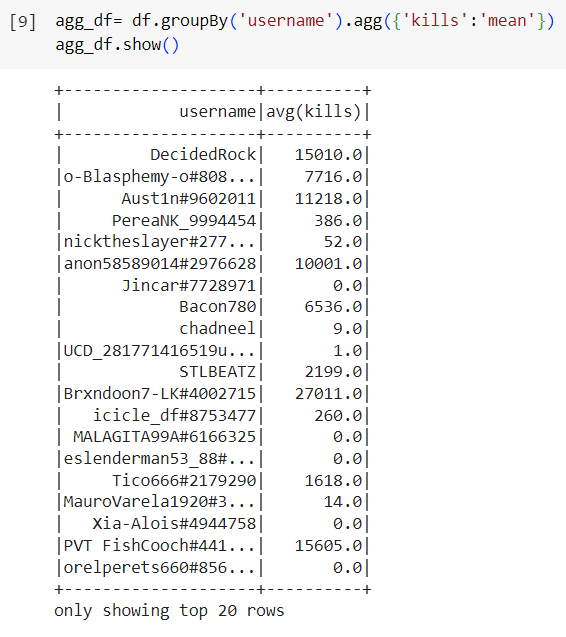 [9] agg_df= df.groupBy('username').agg({'kills':'mean'})
agg_df.show()
+--------------------+----------+
|            username|avg(kills)|
+--------------------+----------+
|         DecidedRock|   15010.0|
|o-Blasphemy-o#808...|    7716.0|
|      Aust1n#9602011|   11218.0|
|     PereaNK_9994454|     386.0|
|nicktheslayer#277...|      52.0|
|anon58589014#2976628|   10001.0|
|      Jincar#7728971|       0.0|
|            Bacon780|    6536.0|
|            chadneel|       9.0|
|UCD_281771416519u...|       1.0|
|            STLBEATZ|    2199.0|
|Brxndoon7-LK#4002715|   27011.0|
|   icicle_df#8753477|     260.0|
| MALAGITA99A#6166325|       0.0|
|eslenderman53_88#...|       0.0|
|     Tico666#2179290|    1618.0|
|MauroVarela1920#3...|      14.0|
|   Xia-Alois#4944758|       0.0|
|PVT FishCooch#441...|   15605.0|
|orelperets660#856...|       0.0|
+--------------------+----------+
only showing top 20 rows